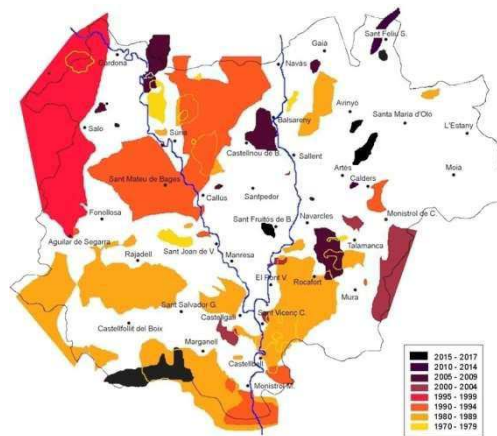 Sant Feliu S.
Gaià
Cardona
Navàs
Avinyó
Balsareny
Santa Maria d'Oló
Salo
L'Estany
Súria
Castellnou de B.
Sallent
Artés
Moia
Sant Mateu de Bages
Calders
Callus
Santpedor
Fonollosa
Sant Fruitós de B.
Navarcles
Monistrol de C.
Aguilar de Segarra
Sant Joan de V.
Talamanca
Rajadell
Manresa
El Pont V.
Rocafort
Mura
Sant Salvador G.
Castellgalí
Sant Vicenç C.
Castellfollit del Boix
Marganell
Castellbell
Monistrol M.
2015 - 2017
2010 - 2014
2005 - 2009
2000 - 2004
1995 - 1999
1990 - 1994
1980 - 1989
1970 - 1979